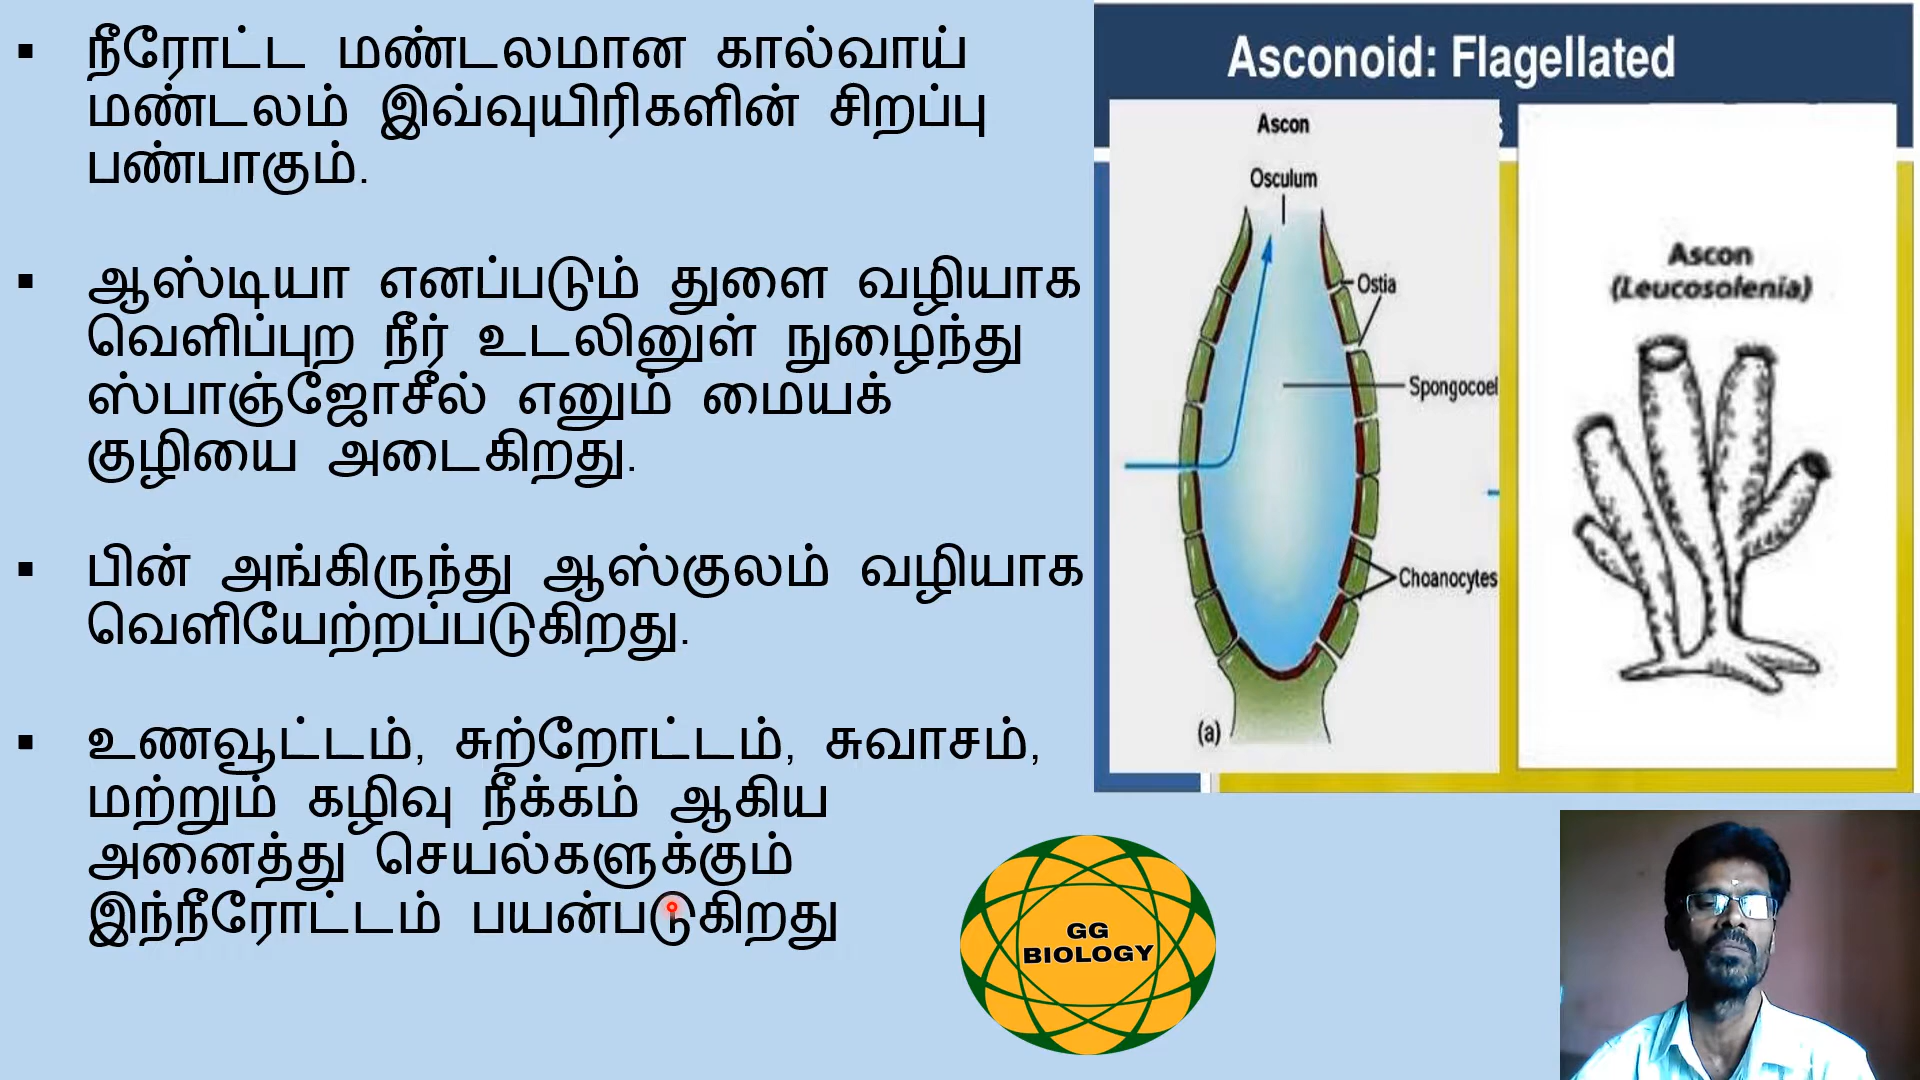 ▪ நீரோட்ட மண்டலமான கால்வாய்
மண்டலம் இவ்வுயிரிகளின் சிறப்பு
பண்பாகும்.
▪ ஆஸ்டியா எனப்படும் துளை வழியாக
வெளிப்புற நீர் உடலினுள் நுழைந்து
ஸ்பாஞ்ஜோசீல் எனும் மையக்
குழியை அடைகிறது.
▪ பின் அங்கிருந்து ஆஸ்குலம் வழியாக
வெளியேற்றப்படுகிறது.
▪ உணவூட்டம், சுற்றோட்டம், சுவாசம்,
மற்றும் கழிவு நீக்கம் ஆகிய
அனைத்து செயல்களுக்கும்
இந்நீரோட்டம் பயன்படுகிறது
Asconoid: Flagellated
Ascon
Osculum
Ostia
Spongocoel
Choanocytes
(a)
Ascon
(Leucosolenia)
GG
BIOLOGY